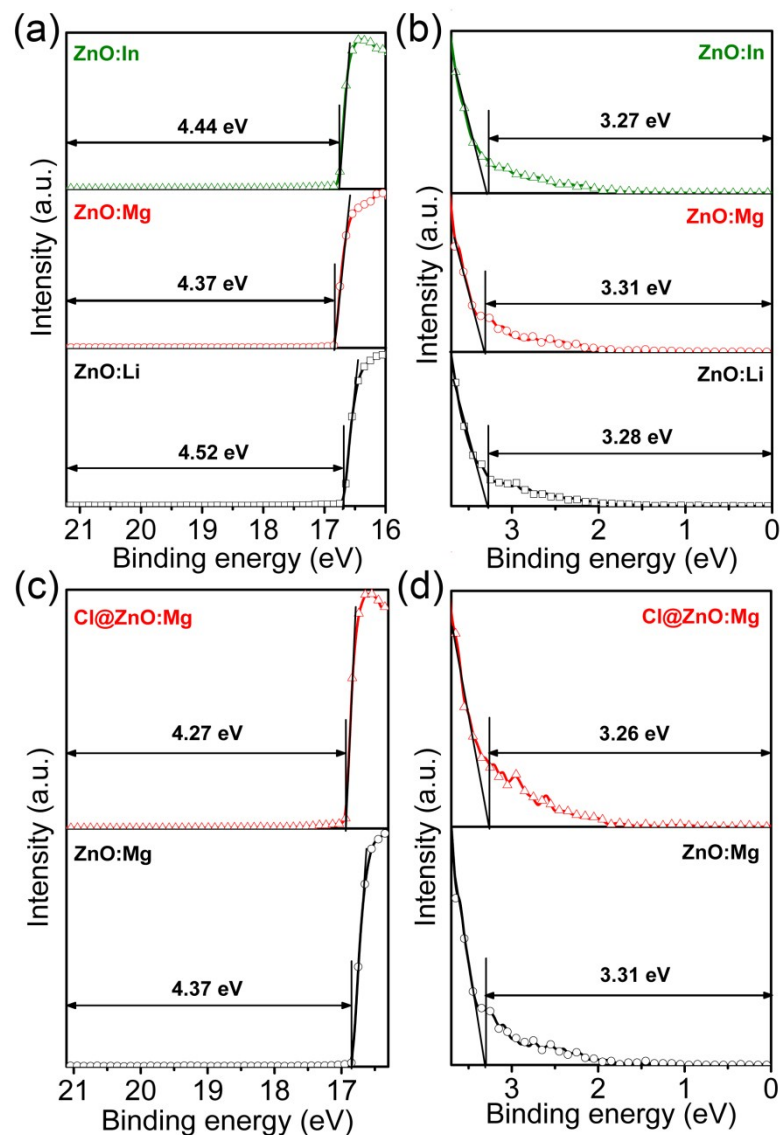 (a)
ZnO:In
4.44 eV
ZnO:Mg
4.37 eV
ZnO:Li
4.52 eV
Intensity (a.u.)
21 20 19 18 17 16
Binding energy (eV)
(b)
ZnO:In
3.27 eV
ZnO:Mg
3.31 eV
ZnO:Li
3.28 eV
Intensity (a.u.)
3 2 1 0
Binding energy (eV)
(c)
Cl@ZnO:Mg
4.27 eV
ZnO:Mg
4.37 eV
Intensity (a.u.)
21 20 19 18 17
Binding energy (eV)
(d)
Cl@ZnO:Mg
3.26 eV
ZnO:Mg
3.31 eV
Intensity (a.u.)
3 2 1 0
Binding energy (eV)